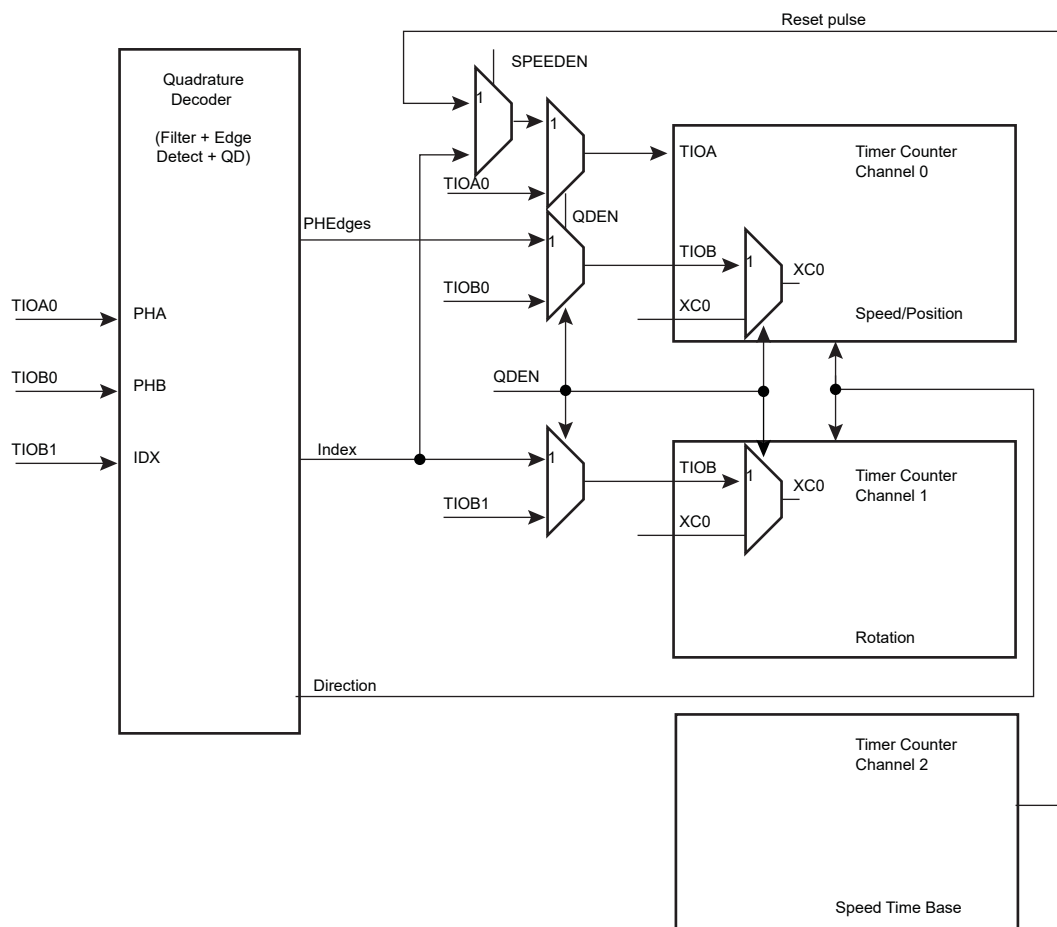 Reset pulse
SPEEDEN
Quadrature
Decoder
(Filter + Edge
Detect + QD)
1
1
TIOA
Timer Counter
Channel 0
TIOA0
QDEN
PHEdges
1
TIOB
1
XC0
TIOB0
XC0
Speed/Position
TIOA0
PHA
QDEN
TIOB0
PHB
Index
TIOB1
IDX
1
TIOB
1
XC0
Timer Counter
Channel 1
TIOB1
XC0
Rotation
Direction
Timer Counter
Channel 2
Speed Time Base